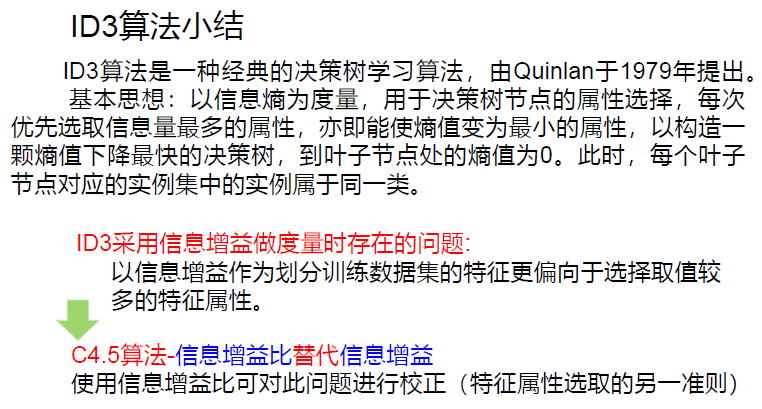 ID3算法小结
ID3算法是一种经典的决策树学习算法，由Quinlan于1979年提出。
基本思想：以信息熵为度量，用于决策树节点的属性选择，每次
优先选取信息量最多的属性，亦即能使熵值变为最小的属性，以构造一
颗熵值下降最快的决策树，到叶子节点处的熵值为0。此时，每个叶子
节点对应的实例集中的实例属于同一类。
ID3采用信息增益做度量时存在的问题:
以信息增益作为划分训练数据集的特征更偏向于选择取值较
多的特征属性。
C4.5算法-信息增益比替代信息增益
使用信息增益比可对此问题进行校正（特征属性选取的另一准则）